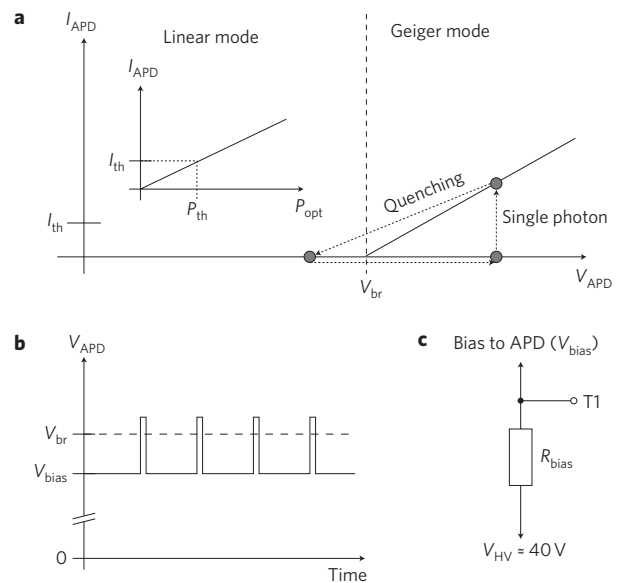 a
I_APD
Linear mode
Geiger mode
I_APD
I_th
P_th
P_opt
I_th
Quenching
Single photon
V_br
V_APD
b
V_APD
V_br
V_bias
0
Time
c
Bias to APD (V_bias)
T1
R_bias
V_HV ≈ 40 V